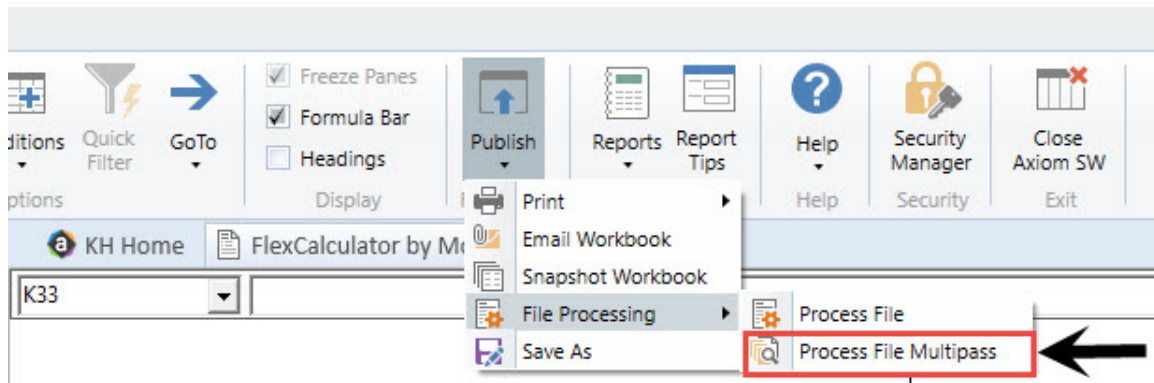 Freeze Panes
Formula Bar
Headings
Display
Quick
Filter
GoTo
Publish
Reports
Report
Tips
Help
Help
Security
Manager
Security
Close
Axiom SW
Exit
a KH Home
FlexCalculator by
K33
Print
Email Workbook
Snapshot Workbook
File Processing
Save As
Process File
Process File Multipass